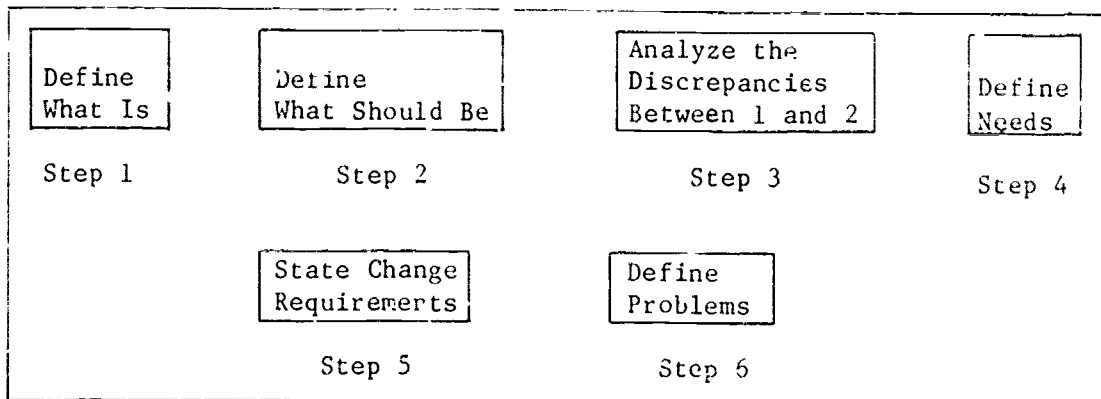 Define
What Is
Step 1
Define
What Should Be
Step 2
Analyze the
Discrepancies
Between 1 and 2
Step 3
Define
Needs
Step 4
State Change
Requirements
Step 5
Define
Problems
Step 6